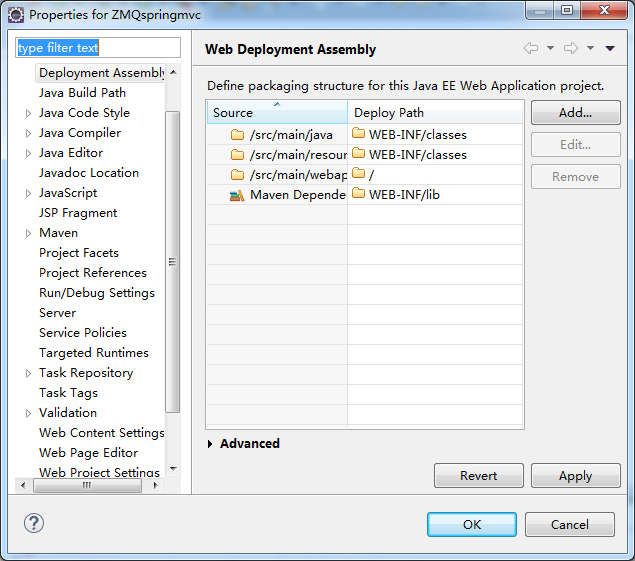 Properties for ZMQspringmvc
type filter text
Deployment Assembly
Java Build Path
Java Code Style
Java Compiler
Java Editor
Javadoc Location
JavaScript
JSP Fragment
Maven
Project Facets
Project References
Run/Debug Settings
Server
Service Policies
Targeted Runtimes
Task Repository
Task Tags
Validation
Web Content Settings
Web Page Editor
Web Project Settings
Web Deployment Assembly
Define packaging structure for this Java EE Web Application project.
Source Deploy Path
/src/main/java WEB-INF/classes
/src/main/resour WEB-INF/classes
/src/main/webap /
Maven Depender WEB-INF/lib
Add...
Edit...
Remove
Advanced
Revert Apply
? OK Cancel